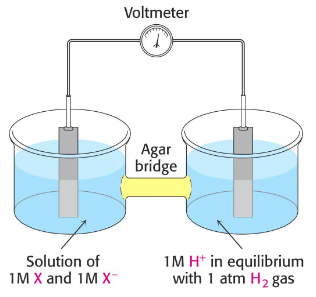 Voltmeter
Agar
bridge
Solution of
1M X and 1M X⁻
1M H⁺ in equilibrium
with 1 atm H₂ gas